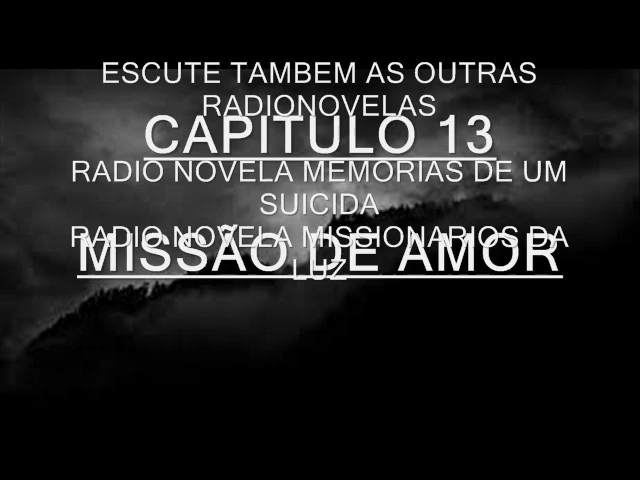 ESCUTE TAMBEM AS OUTRAS
RADIONOVELAS
CAPITULO 13
RADIO NOVELA MEMORIAS DE UM
SUICIDA
RADIO NOVELA MISSIONARIOS DA
MISSÃO DE AMOR
LUZ